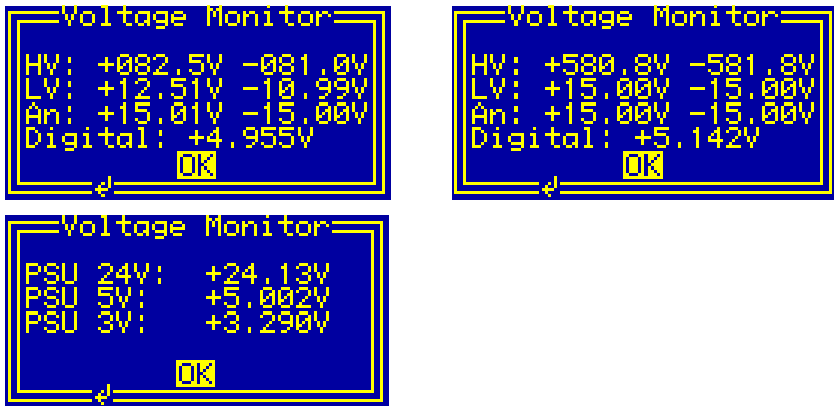 Voltage Monitor
HV: +082.5V -081.0V
LV: +12.51V -10.99V
An: +15.01V -15.00V
Digital: +4.955V
OK
Voltage Monitor
HV: +580.8V -581.8V
LV: +15.00V -15.00V
An: +15.00V -15.00V
Digital: +5.142V
OK
Voltage Monitor
PSU 24V: +24.13V
PSU 5V: +5.002V
PSU 3V: +3.290V
OK